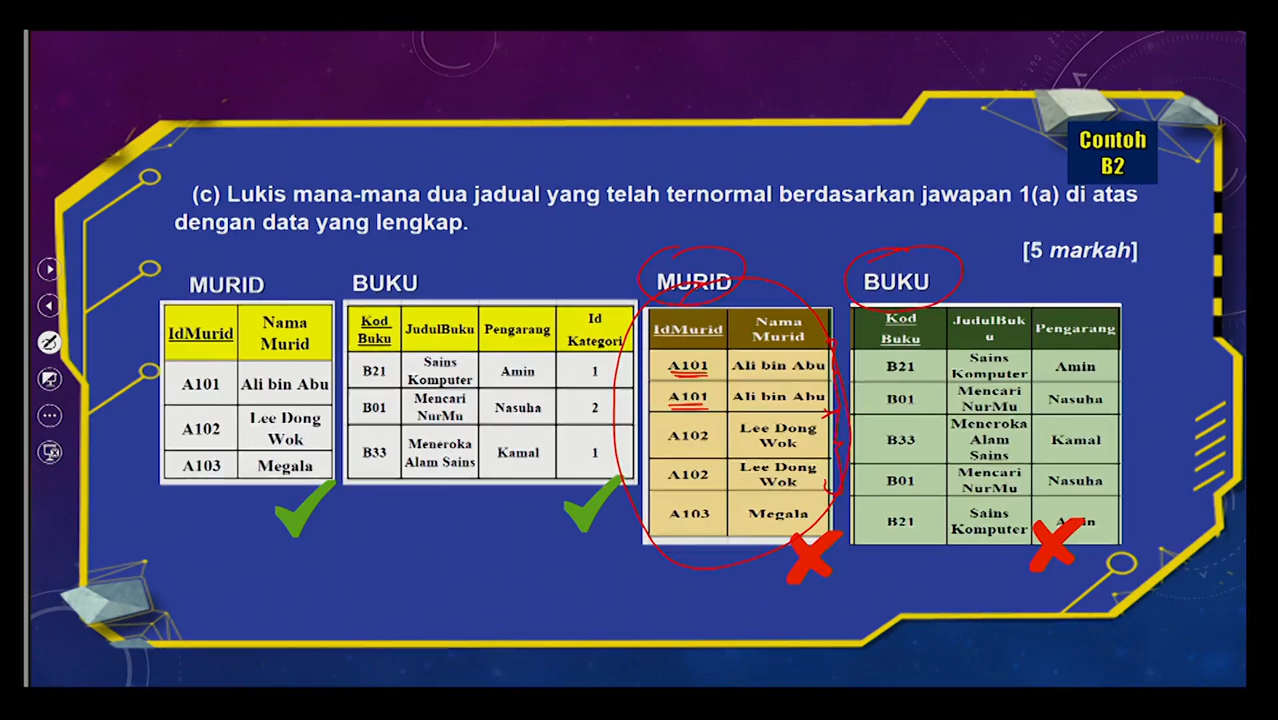 Contoh
B2
(c) Lukis mana-mana dua jadual yang telah ternormal berdasarkan jawapan 1(a) di atas
dengan data yang lengkap.
[5 markah]
MURID
IdMurid Nama Murid
A101 Ali bin Abu
A102 Lee Dong Wok
A103 Megala
BUKU
Kod Buku JudulBuku Pengarang Id Kategori
B21 Sains Komputer Amin 1
B01 Mencari NurMu Nasuha 2
B33 Meneroka Alam Sains Kamal 1
MURID
IdMurid Nama Murid
A101 Ali bin Abu
A101 Ali bin Abu
A102 Lee Dong Wok
A102 Lee Dong Wok
A103 Megala
BUKU
Kod Buku JudulBuku Pengarang
B21 Sains Komputer Amin
B01 Mencari NurMu Nasuha
B33 Meneroka Alam Sains Kamal
B01 Mencari NurMu Nasuha
B21 Sains Komputer